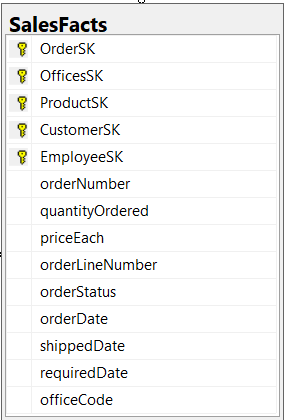 SalesFacts
OrderSK
OfficesSK
ProductSK
CustomerSK
EmployeeSK
orderNumber
quantityOrdered
priceEach
orderLineNumber
orderStatus
orderDate
shippedDate
requiredDate
officeCode